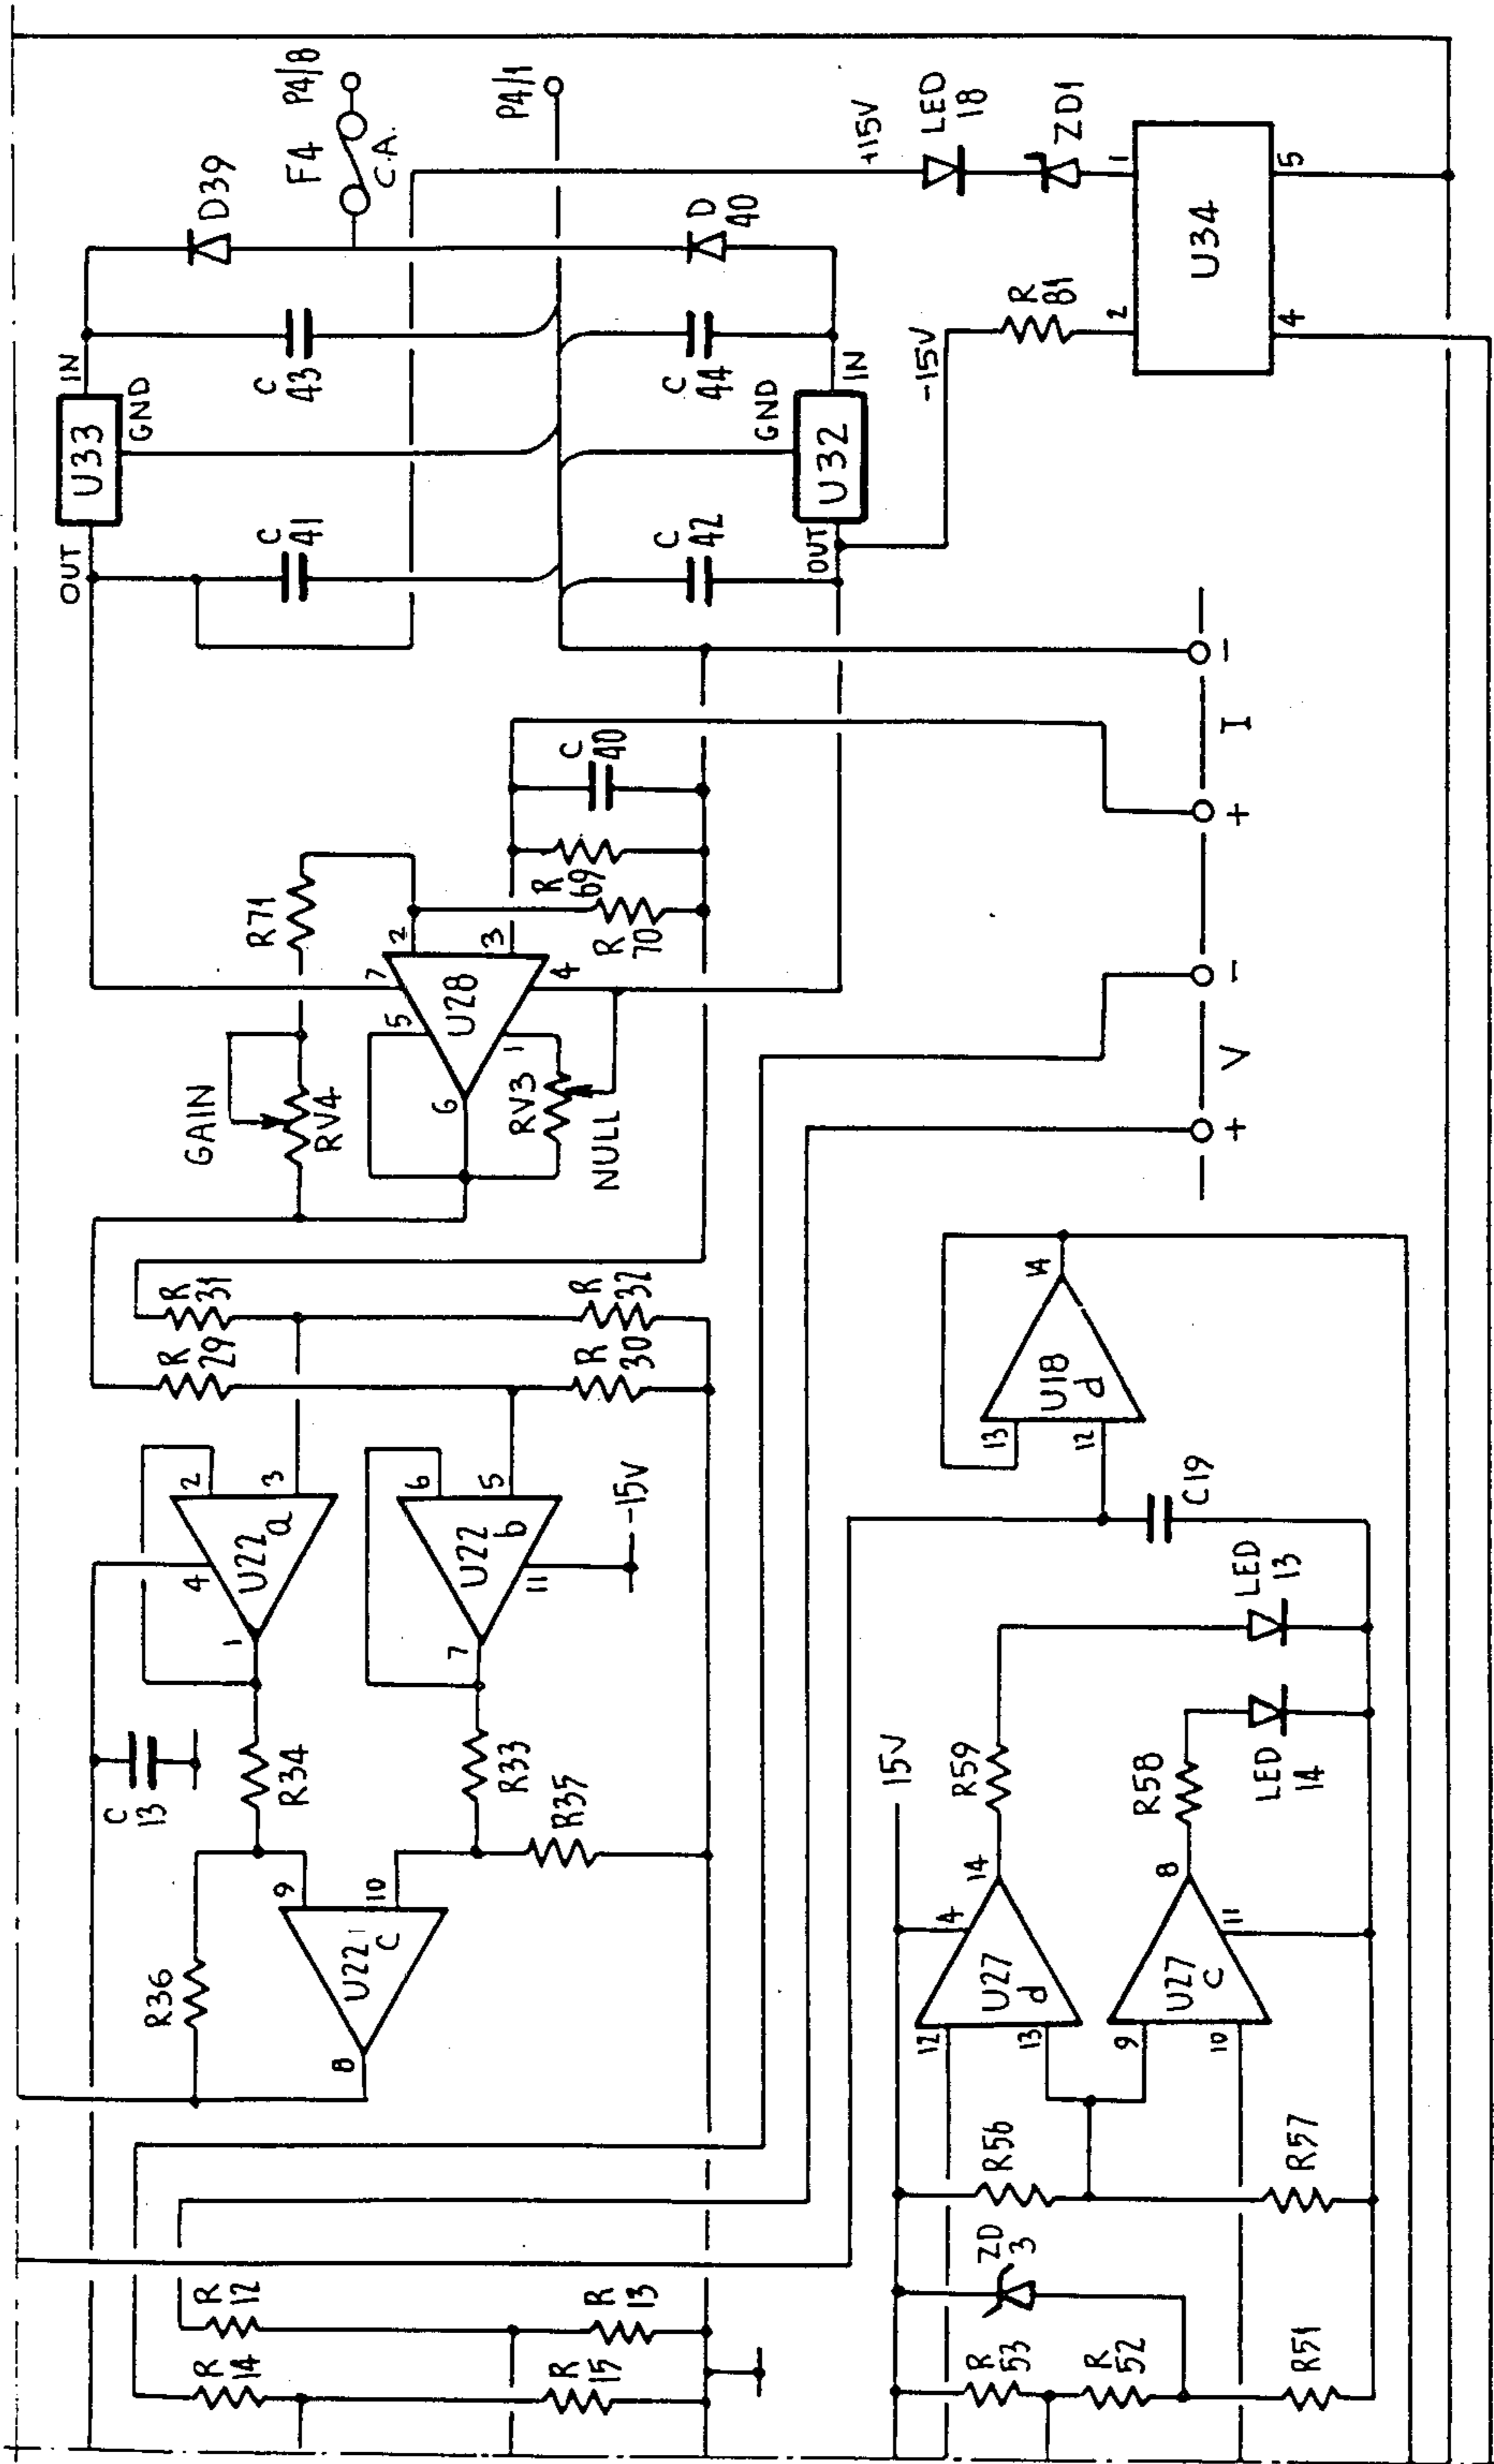 P4/8
F4
C.A.
D39
P4/1
+15V
LED
18
ZD1
D
40
1
5
U34
2
4
R
81
-15V
IN
GND
U33
OUT
C
43
C
44
GND
IN
U32
OUT
C
41
C
42
C
40
R
69
R
70
R71
2
3
7
4
5
1
6
U28
GAIN
RV4
RV3
NULL
-
I
+
-
V
+
R
31
R
32
R
29
R
30
2
3
4
1
U22
a
6
5
11
7
U22
b
-15V
C
13
R34
R33
R35
R36
9
10
8
U22
C
14
13
12
U18
d
C19
LED
13
LED
14
15V
R59
R58
14
4
12
13
U27
d
8
11
9
10
U27
C
R56
R57
ZD
3
R
12
R
13
R
14
R
15
R
53
R
52
R51